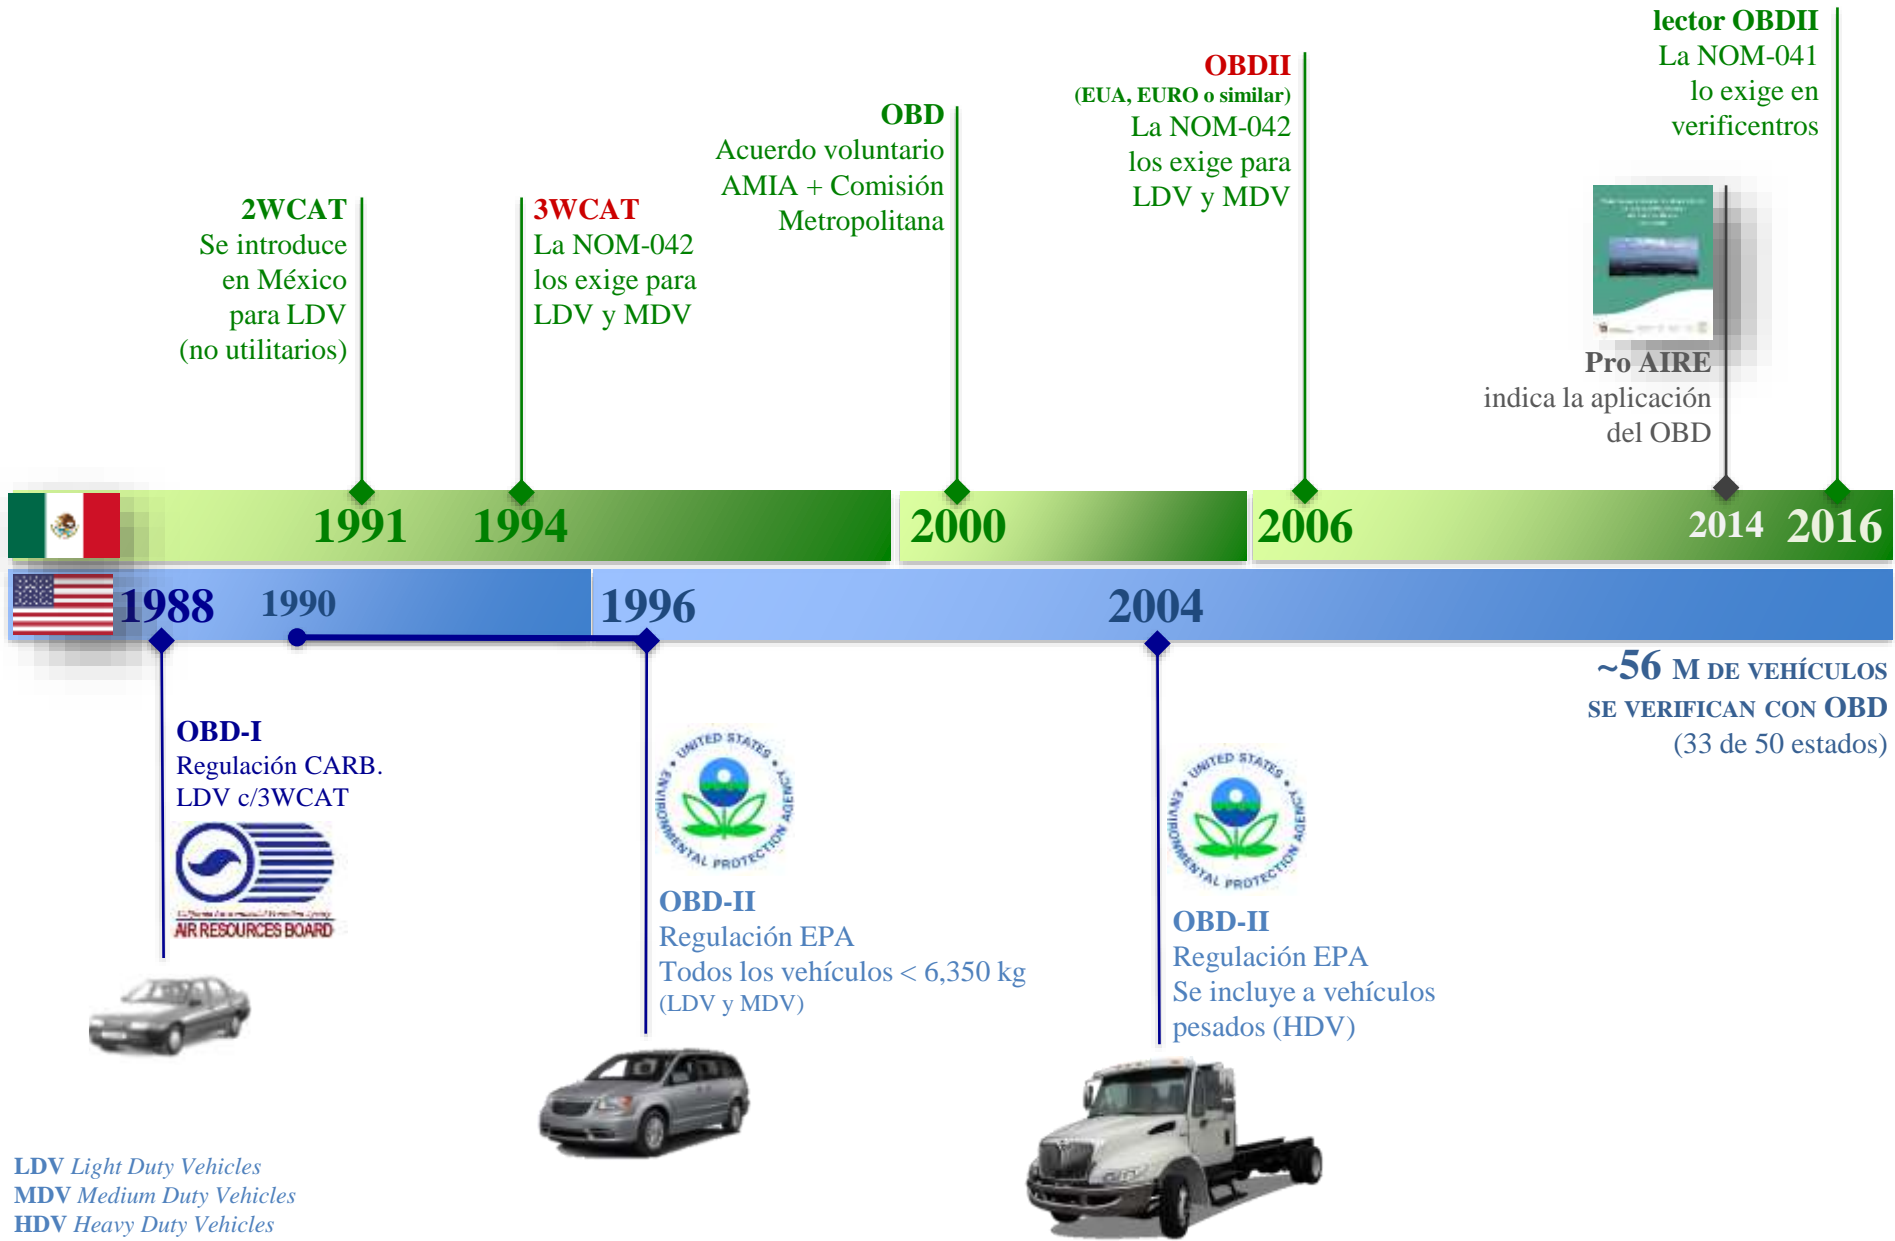 2WCAT
Se introduce
en México
para LDV
(no utilitarios)
3WCAT
La NOM-042
los exige para
LDV y MDV
OBD
Acuerdo voluntario
AMIA + Comisión
Metropolitana
OBDII
(EUA, EURO o similar)
La NOM-042
los exige para
LDV y MDV
lector OBDII
La NOM-041
lo exige en
verificentros
Pro AIRE
indica la aplicación
del OBD
1991
1994
2000
2006
2014
2016
1988
1990
1996
2004
~56 M DE VEHÍCULOS
SE VERIFICAN CON OBD
(33 de 50 estados)
OBD-I
Regulación CARB.
LDV c/3WCAT
AIR RESOURCES BOARD
UNITED STATES
ENVIRONMENTAL PROTECTION AGENCY
OBD-II
Regulación EPA
Todos los vehículos < 6,350 kg
(LDV y MDV)
UNITED STATES
ENVIRONMENTAL PROTECTION AGENCY
OBD-II
Regulación EPA
Se incluye a vehículos
pesados (HDV)
LDV Light Duty Vehicles
MDV Medium Duty Vehicles
HDV Heavy Duty Vehicles